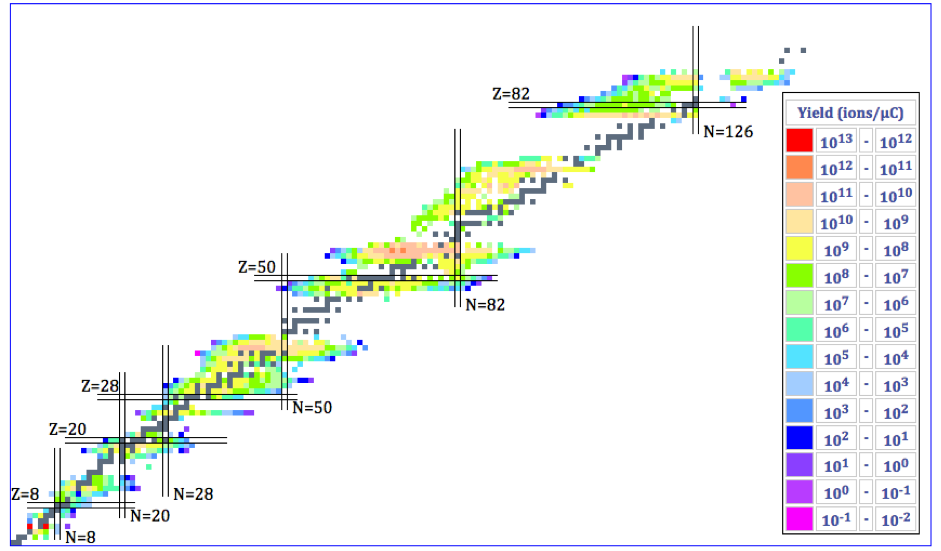 Z=82
N=126
Z=50
N=82
Z=28
N=50
Z=20
N=28
Z=8
N=20
N=8
Yield (ions/µC)
10¹³ - 10¹²
10¹² - 10¹¹
10¹¹ - 10¹⁰
10¹⁰ - 10⁹
10⁹ - 10⁸
10⁸ - 10⁷
10⁷ - 10⁶
10⁶ - 10⁵
10⁵ - 10⁴
10⁴ - 10³
10³ - 10²
10² - 10¹
10¹ - 10⁰
10⁰ - 10⁻¹
10⁻¹ - 10⁻²